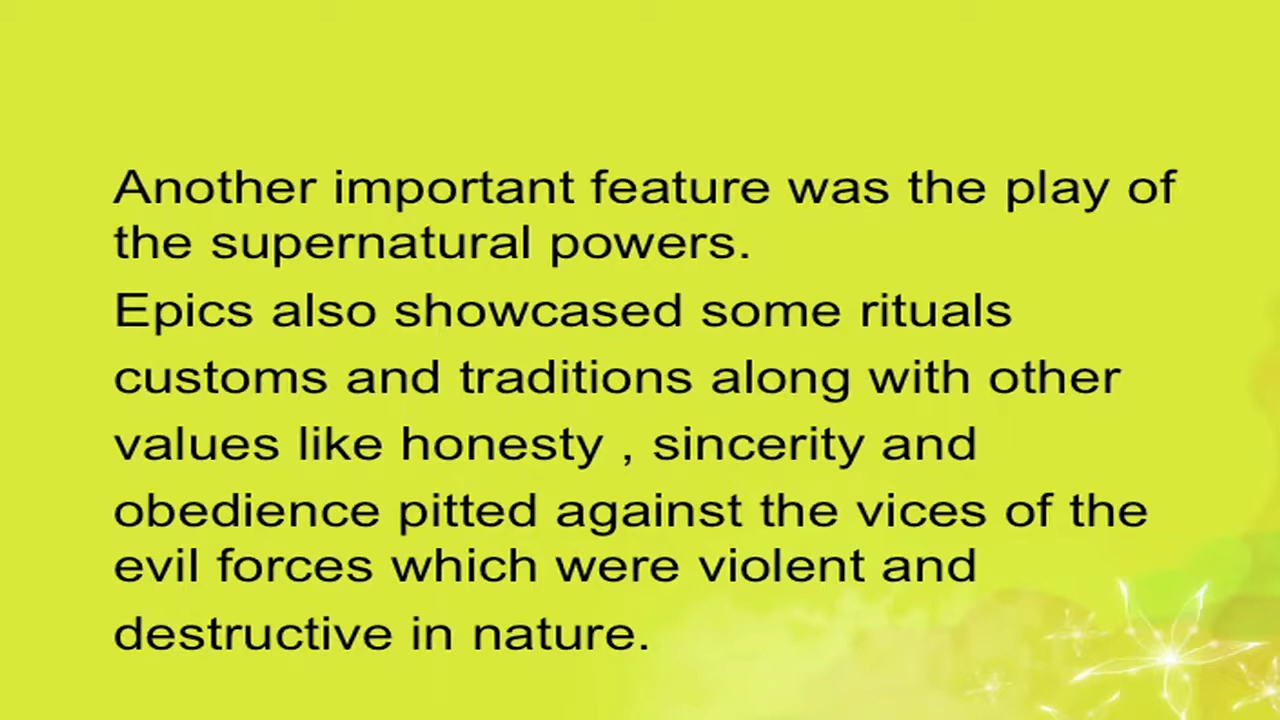 Another important feature was the play of
the supernatural powers.
Epics also showcased some rituals
customs and traditions along with other
values like honesty , sincerity and
obedience pitted against the vices of the
evil forces which were violent and
destructive in nature.